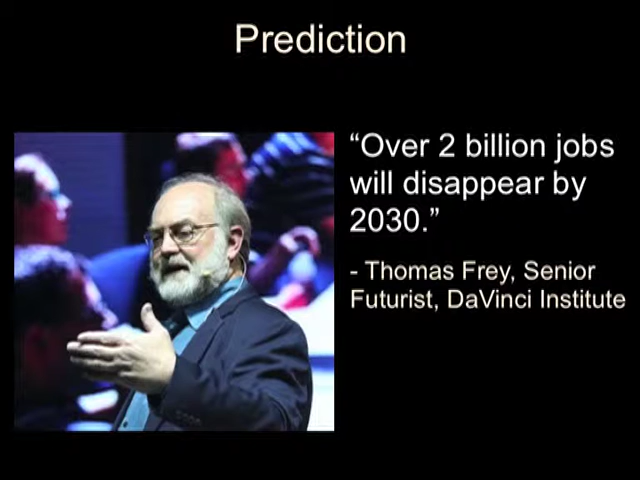 Prediction
“Over 2 billion jobs
will disappear by
2030.”
- Thomas Frey, Senior
Futurist, DaVinci Institute